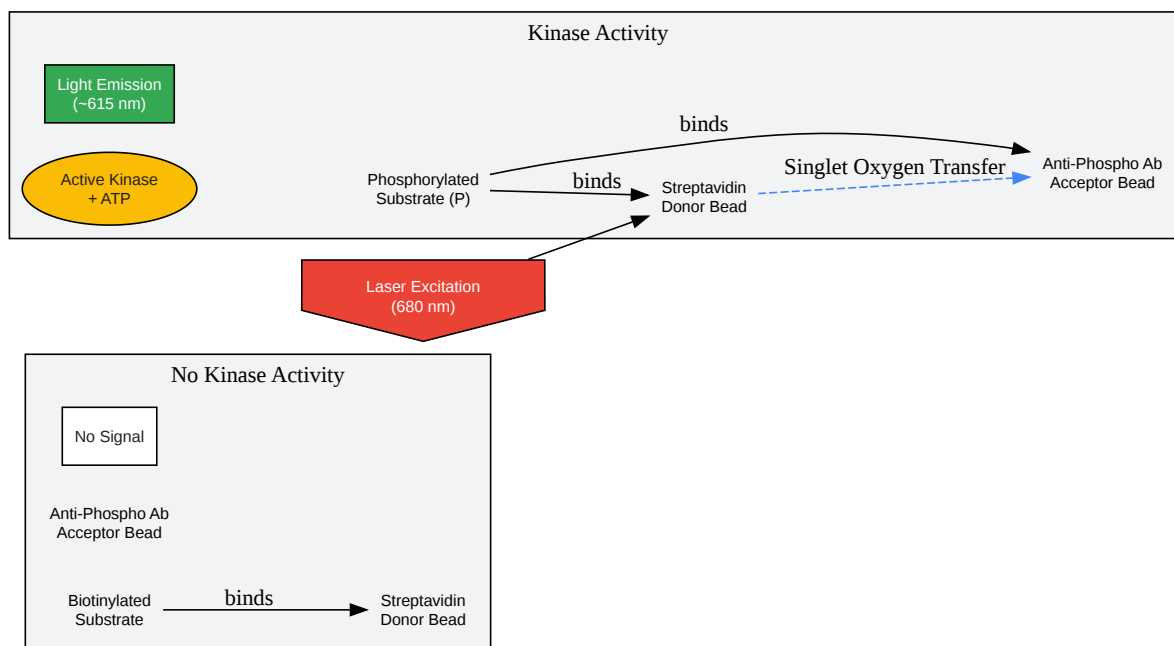 Kinase Activity
Light Emission
(~615 nm)
binds
Active Kinase
+ ATP
Phosphorylated
Substrate (P)
binds
Streptavidin
Donor Bead
Singlet Oxygen Transfer
Anti-Phospho Ab
Acceptor Bead
Laser Excitation
(680 nm)
No Kinase Activity
No Signal
Anti-Phospho Ab
Acceptor Bead
Biotinylated
Substrate
binds
Streptavidin
Donor Bead